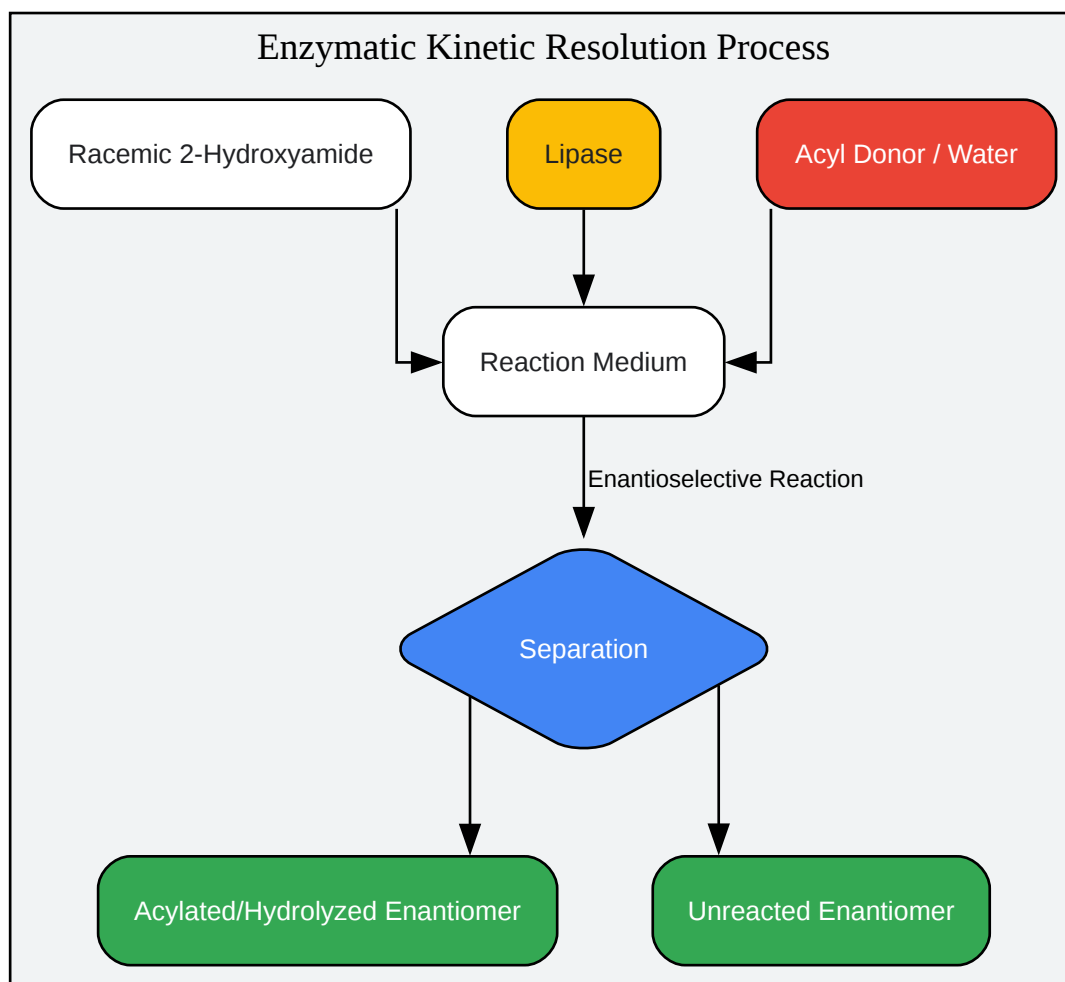 Enzymatic Kinetic Resolution Process
Racemic 2-Hydroxyamide
Lipase
Acyl Donor / Water
Reaction Medium
Enantioselective Reaction
Separation
Acylated/Hydrolyzed Enantiomer
Unreacted Enantiomer